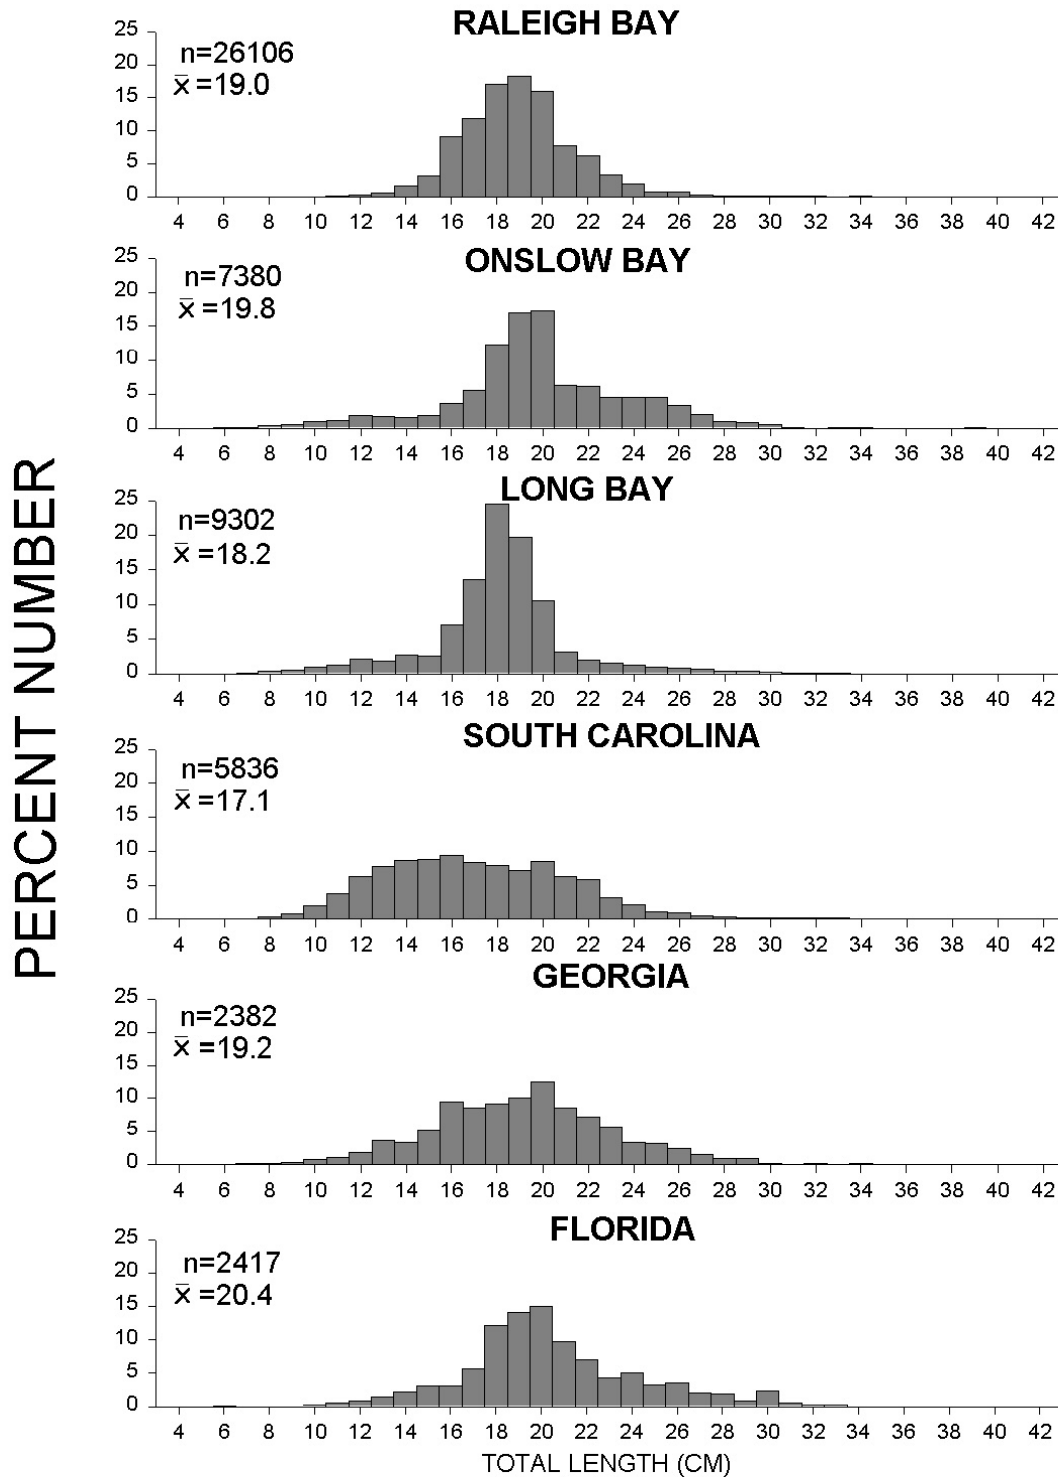 PERCENT NUMBER
RALEIGH BAY
n=26106
x̄ =19.0
25
20
15
10
5
0
4 6 8 10 12 14 16 18 20 22 24 26 28 30 32 34 36 38 40 42
ONSLOW BAY
n=7380
x̄ =19.8
25
20
15
10
5
0
4 6 8 10 12 14 16 18 20 22 24 26 28 30 32 34 36 38 40 42
LONG BAY
n=9302
x̄ =18.2
25
20
15
10
5
0
4 6 8 10 12 14 16 18 20 22 24 26 28 30 32 34 36 38 40 42
SOUTH CAROLINA
n=5836
x̄ =17.1
25
20
15
10
5
0
4 6 8 10 12 14 16 18 20 22 24 26 28 30 32 34 36 38 40 42
GEORGIA
n=2382
x̄ =19.2
25
20
15
10
5
0
4 6 8 10 12 14 16 18 20 22 24 26 28 30 32 34 36 38 40 42
FLORIDA
n=2417
x̄ =20.4
25
20
15
10
5
0
4 6 8 10 12 14 16 18 20 22 24 26 28 30 32 34 36 38 40 42
TOTAL LENGTH (CM)